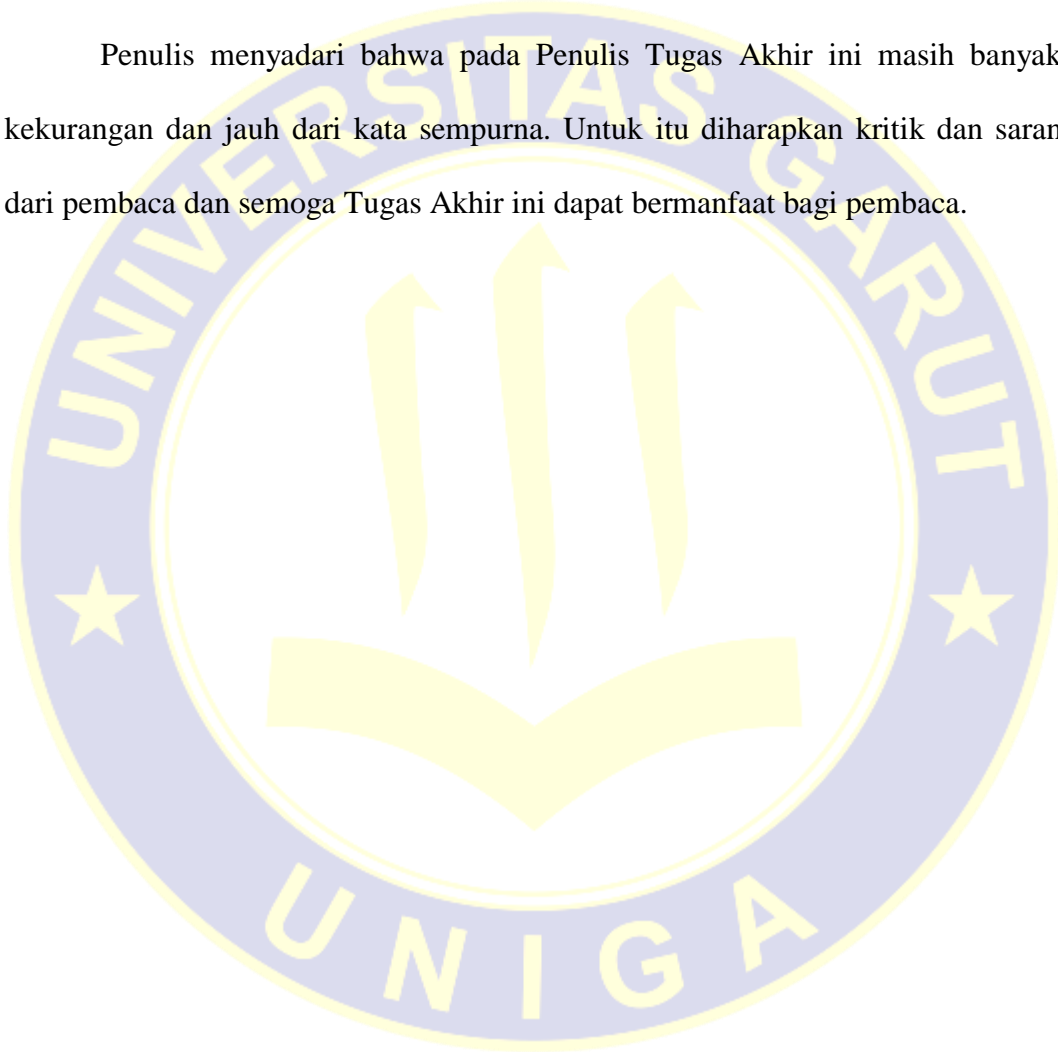 Penulis menyadari bahwa pada Penulis Tugas Akhir ini masih banyak
kekurangan dan jauh dari kata sempurna. Untuk itu diharapkan kritik dan saran
dari pembaca dan semoga Tugas Akhir ini dapat bermanfaat bagi pembaca.
UNIVERSITAS GARUT
UNIGA